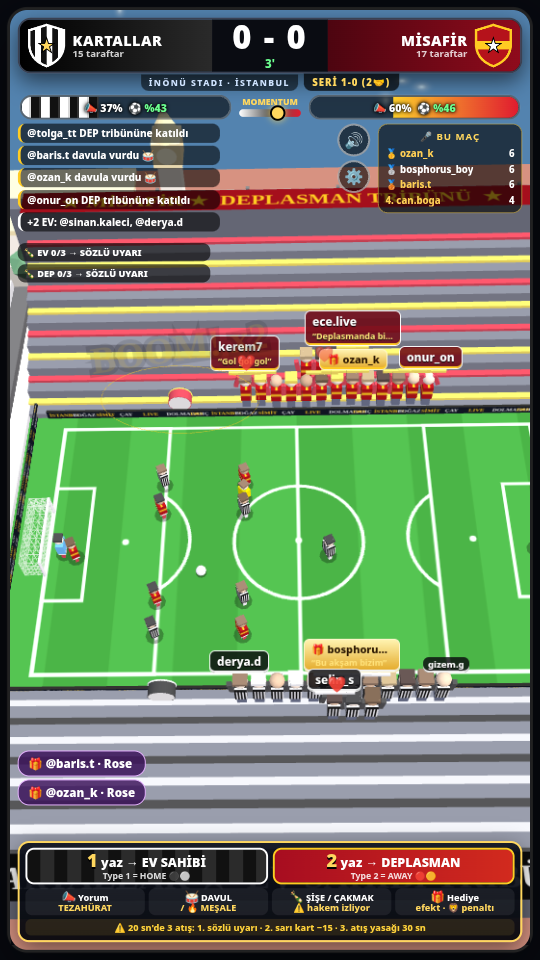 KARTALLAR
15 taraftar
0 - 0
3'
MİSAFİR
17 taraftar
İNÖNÜ STADI · İSTANBUL
SERİ 1-0 (2🤝)
📣 37% ⚽ %43
MOMENTUM
📣 60% ⚽ %46
@tolga_tt DEP tribününe katıldı
@baris.t davula vurdu 🥁
@ozan_k davula vurdu 🥁
@onur_on DEP tribününe katıldı
+2 EV: @sinan.kaleci, @derya.d
🍾 EV 0/3 → SÖZLÜ UYARI
🍾 DEP 0/3 → SÖZLÜ UYARI
🔊
⚙️
🎤 BU MAÇ
🥇 ozan_k 6
🥈 bosphorus_boy 6
🥉 baris.t 6
4. can.boga 4
★ DEPLASMAN TRİBÜNÜ ★
ece.live
"Deplasmanda bi...
kerem7
🎁 ozan_k
onur_on
derya.d
🎁 bosphoru...
"Bu akşam bizim"
gizem.g
🎁 @baris.t · Rose
🎁 @ozan_k · Rose
1 yaz → EV SAHİBİ
Type 1 = HOME ⚫⚪
2 yaz → DEPLASMAN
Type 2 = AWAY 🔴🟡
📣 Yorum
TEZAHÜRAT
🥁 DAVUL
/ 🔥 MEŞALE
🍾 ŞİŞE / ÇAKMAK
⚠️ hakem izliyor
🎁 Hediye
efekt · 🦁 penaltı
⚠️ 20 sn'de 3 atış: 1. sözlü uyarı · 2. sarı kart −15 · 3. atış yasağı 30 sn